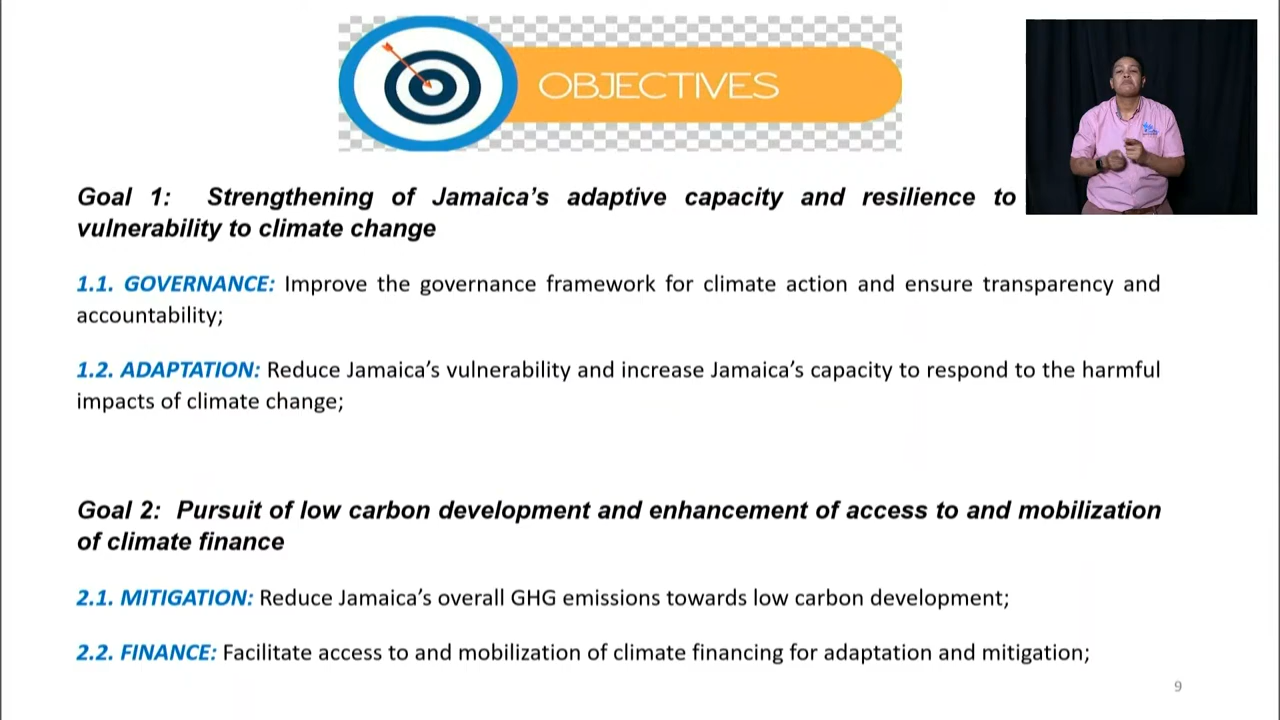 OBJECTIVES
Goal 1: Strengthening of Jamaica's adaptive capacity and resilience to
vulnerability to climate change
1.1. GOVERNANCE: Improve the governance framework for climate action and ensure transparency and
accountability;
1.2. ADAPTATION: Reduce Jamaica's vulnerability and increase Jamaica's capacity to respond to the harmful
impacts of climate change;
Goal 2: Pursuit of low carbon development and enhancement of access to and mobilization
of climate finance
2.1. MITIGATION: Reduce Jamaica's overall GHG emissions towards low carbon development;
2.2. FINANCE: Facilitate access to and mobilization of climate financing for adaptation and mitigation;
9